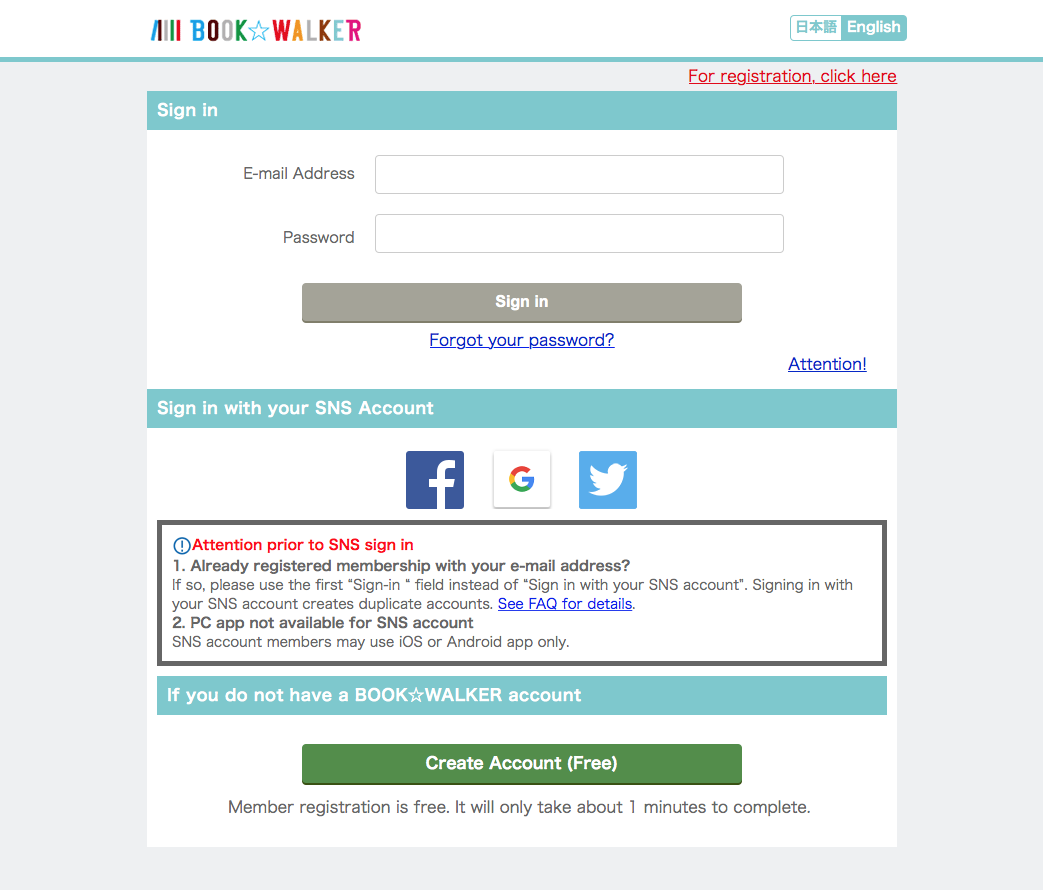 BOOK☆WALKER
日本語 English
For registration, click here
Sign in
E-mail Address
Password
Sign in
Forgot your password?
Attention!
Sign in with your SNS Account
Attention prior to SNS sign in
1. Already registered membership with your e-mail address?
If so, please use the first “Sign-in “ field instead of “Sign in with your SNS account”. Signing in with
your SNS account creates duplicate accounts. See FAQ for details.
2. PC app not available for SNS account
SNS account members may use iOS or Android app only.
If you do not have a BOOK☆WALKER account
Create Account (Free)
Member registration is free. It will only take about 1 minutes to complete.